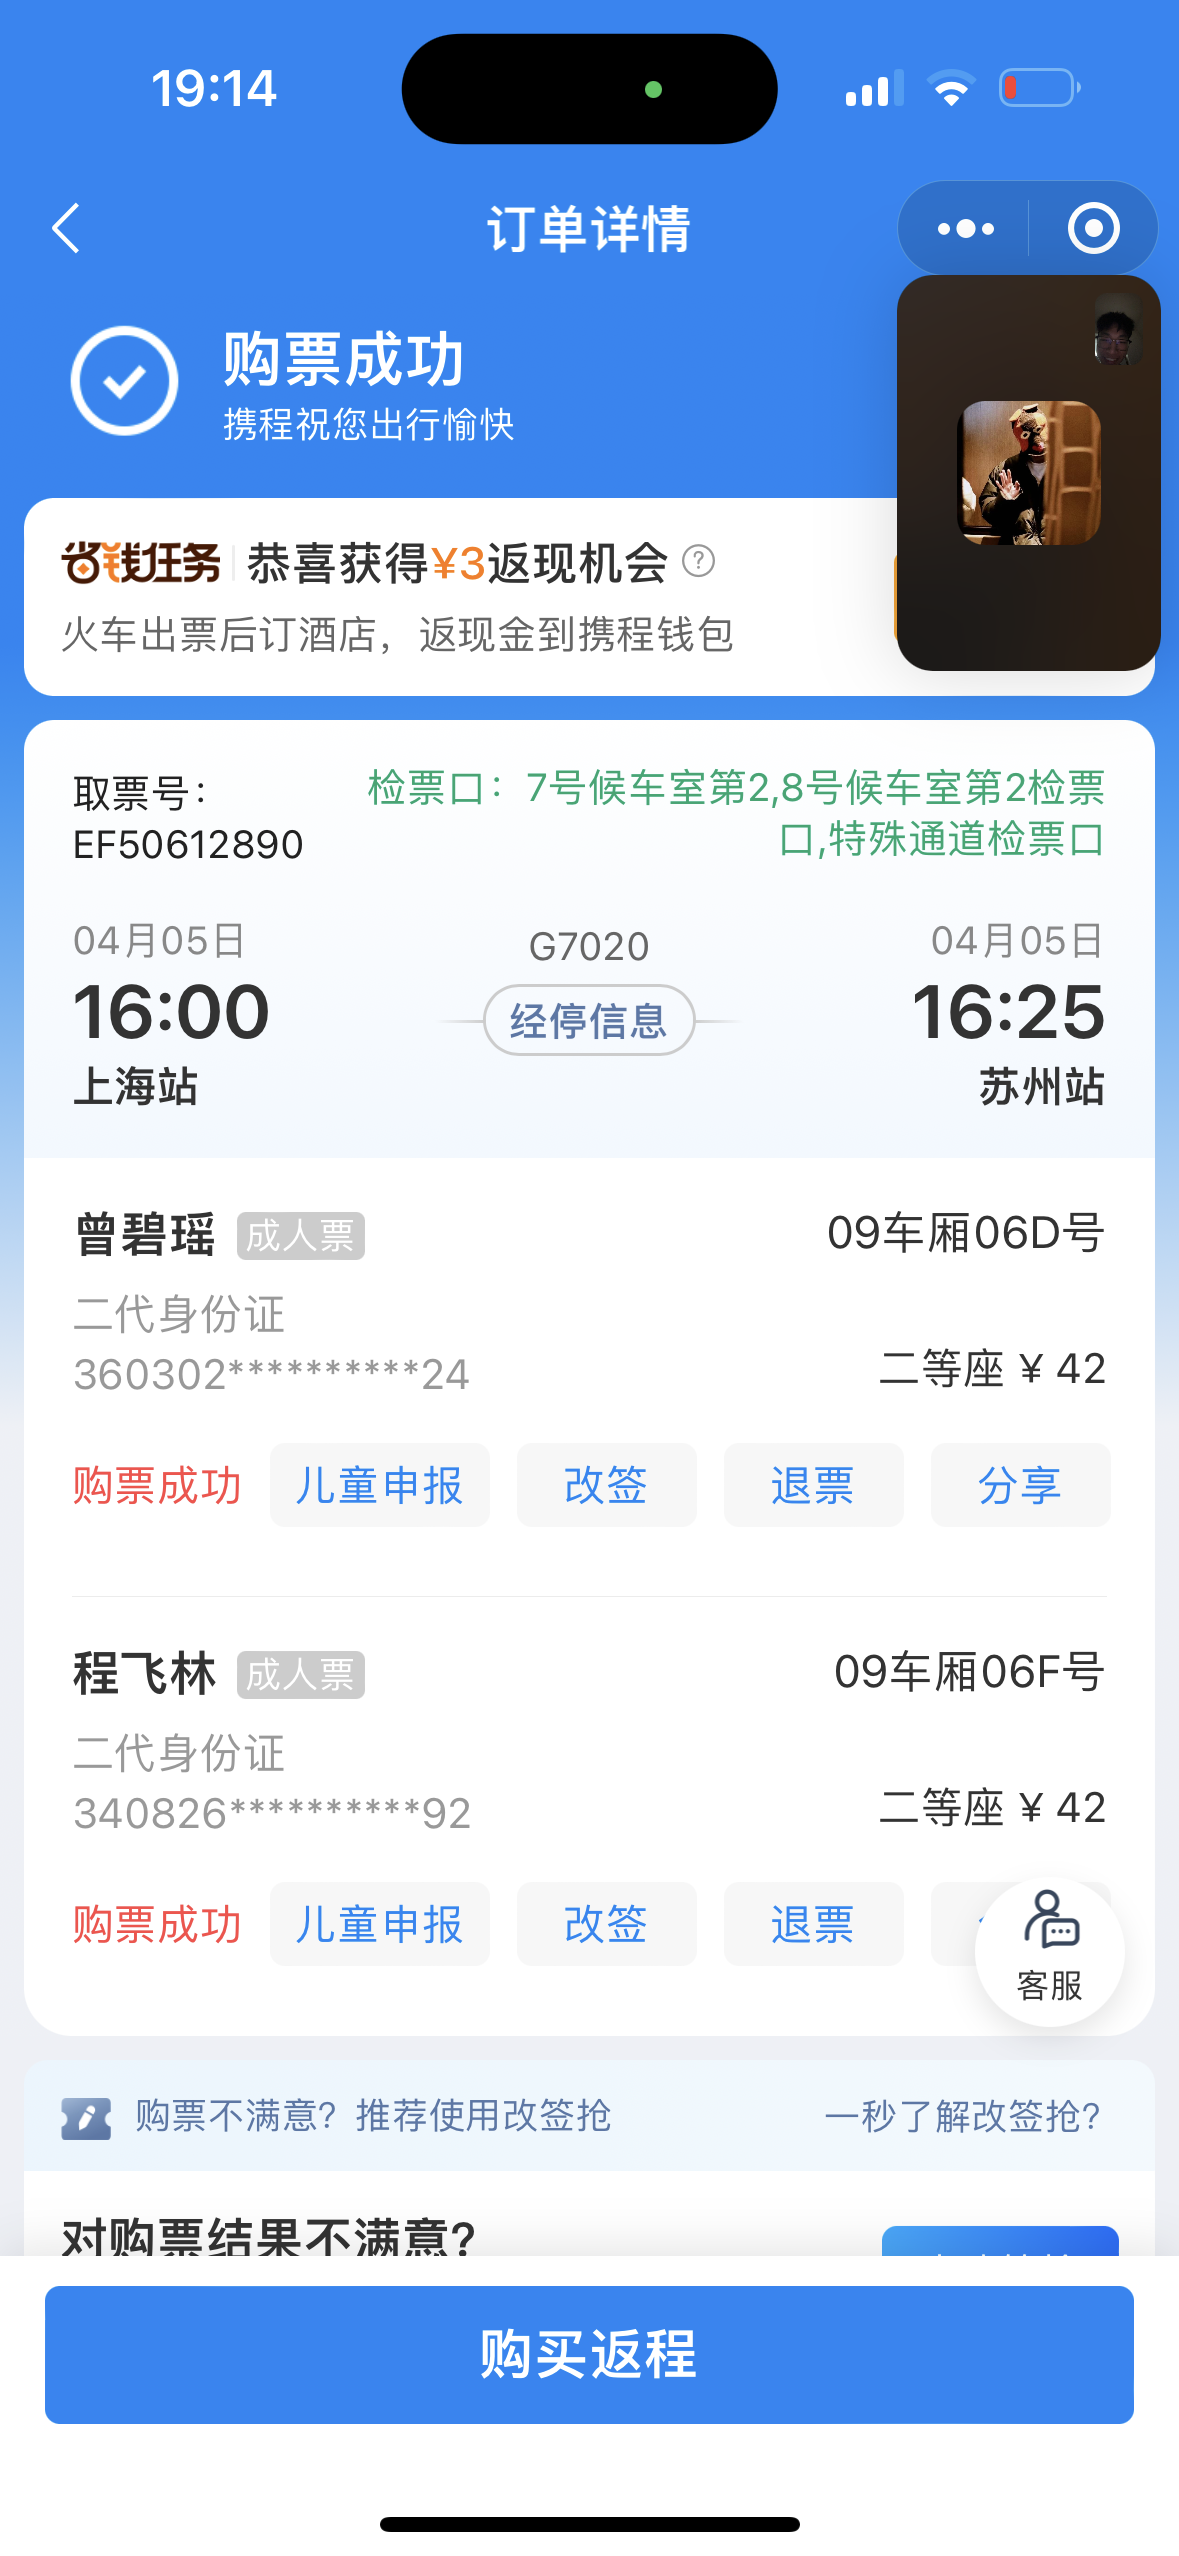 19:14
订单详情
购票成功
携程祝您出行愉快
省钱任务 恭喜获得¥3返现机会 ?
火车出票后订酒店，返现金到携程钱包
取票号：
EF50612890
检票口：7号候车室第2,8号候车室第2检票
口,特殊通道检票口
04月05日 G7020 04月05日
16:00 经停信息 16:25
上海站 苏州站
曾碧瑶 成人票 09车厢06D号
二代身份证
360302**********24 二等座 ¥ 42
购票成功 儿童申报 改签 退票 分享
程飞林 成人票 09车厢06F号
二代身份证
340826**********92 二等座 ¥ 42
购票成功 儿童申报 改签 退票
客服
购票不满意？推荐使用改签抢 一秒了解改签抢？
对购票结果不满意？
购买返程